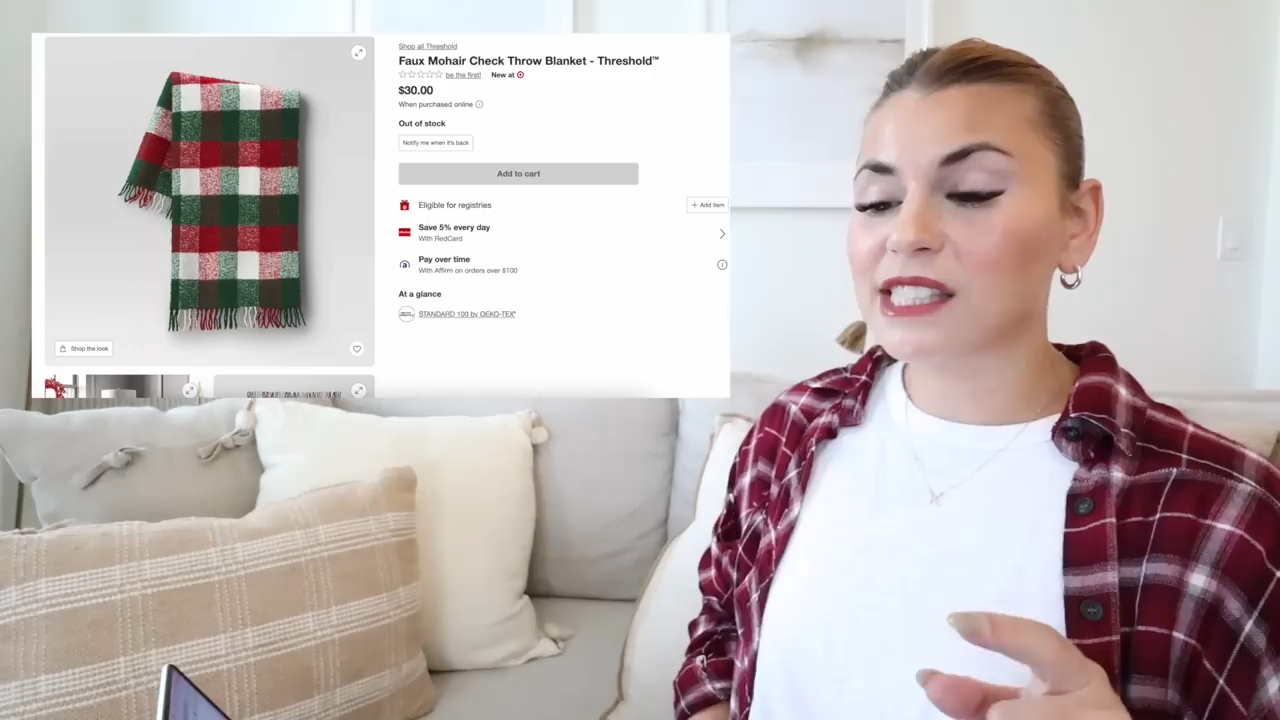 Shop all Threshold
Faux Mohair Check Throw Blanket - Threshold™
be the first!
New at
$30.00
When purchased online
Out of stock
Notify me when it's back
Add to cart
Eligible for registries
+ Add item
Save 5% every day
With RedCard
Pay over time
With Affirm on orders over $100
At a glance
STANDARD 100 by OEKO-TEX®
Shop the look